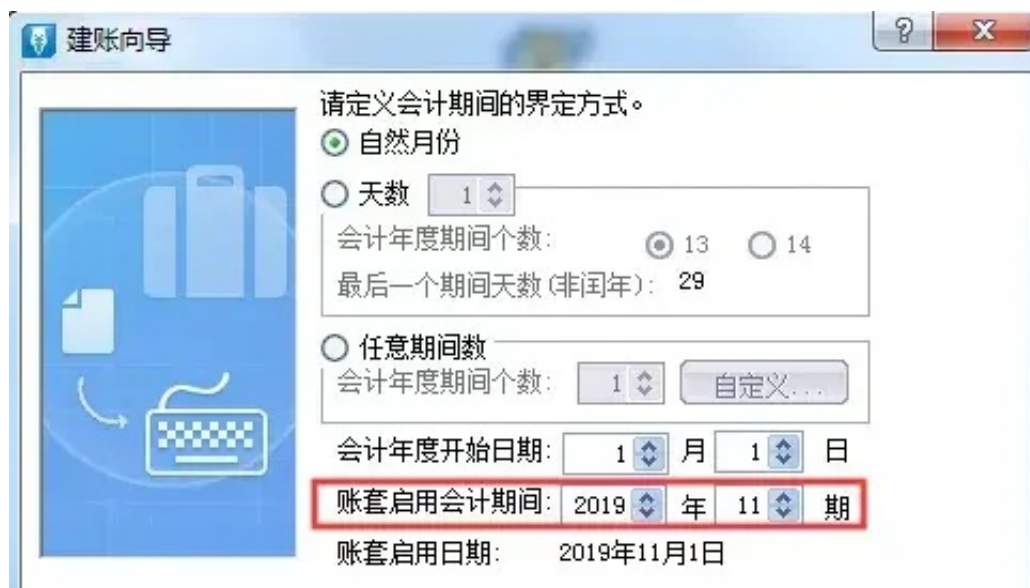 建账向导
请定义会计期间的界定方式。
自然月份
天数 1
会计年度期间个数: 13 14
最后一个期间天数(非闰年): 29
任意期间数
会计年度期间个数: 1 自定义...
会计年度开始日期: 1 月 1 日
账套启用会计期间: 2019 年 11 期
账套启用日期: 2019年11月1日